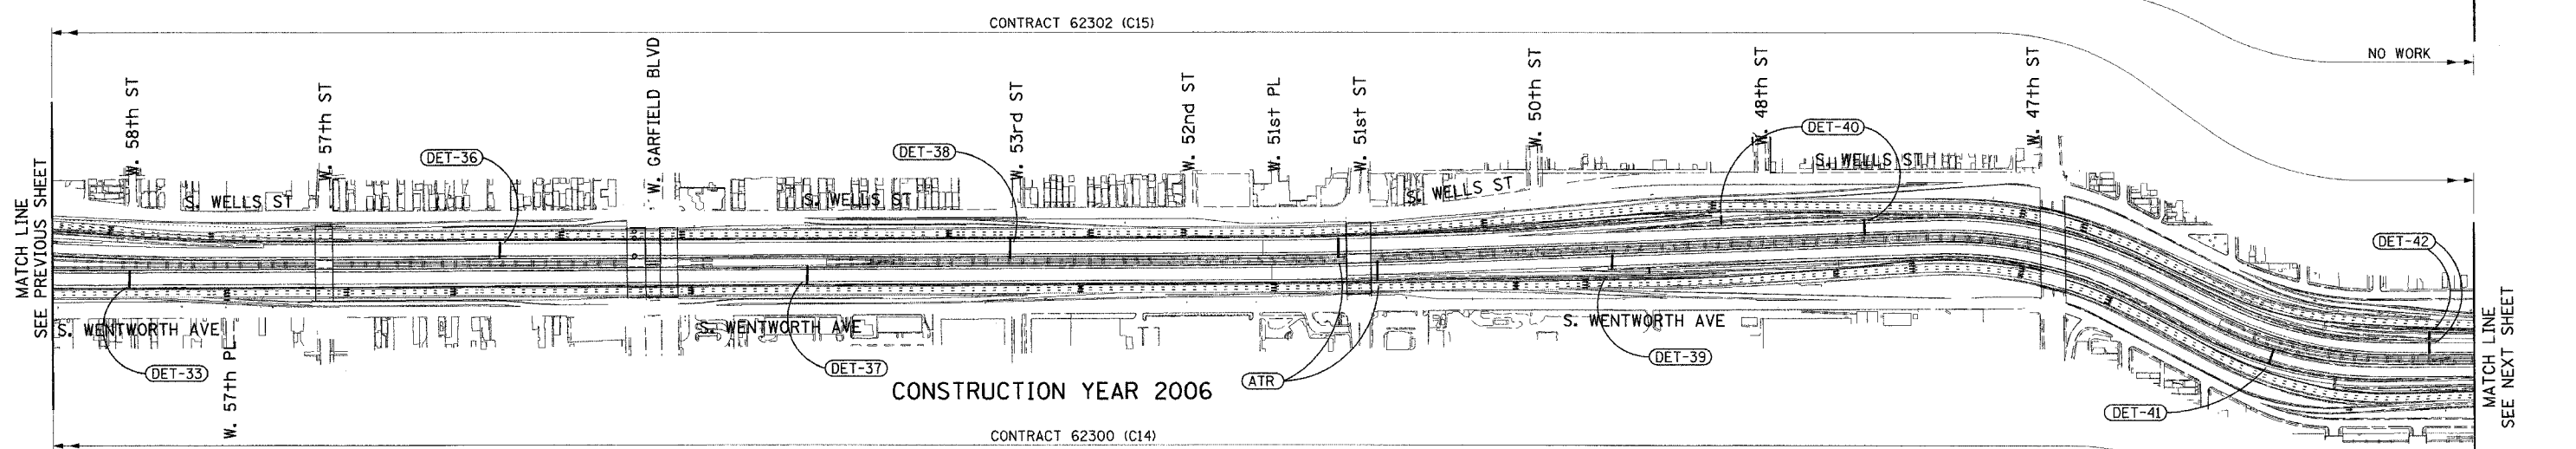 CONTRACT 62302 (C15)
NO WORK
MATCH LINE
SEE PREVIOUS SHEET
W. 58th ST
W. 57th ST
W. GARFIELD BLVD
W. 53rd ST
W. 52nd ST
W. 51st PL
W. 51st ST
W. 50th ST
W. 48th ST
W. 47th ST
DET-36
DET-38
DET-40
S. WELLS ST
S. WELLS ST
S. WELLS ST
S. WELLS ST
DET-42
S. WENTWORTH AVE
S. WENTWORTH AVE
S. WENTWORTH AVE
W. 57th PL
DET-33
DET-37
ATR
DET-39
DET-41
CONSTRUCTION YEAR 2006
MATCH LINE
SEE NEXT SHEET
CONTRACT 62300 (C14)